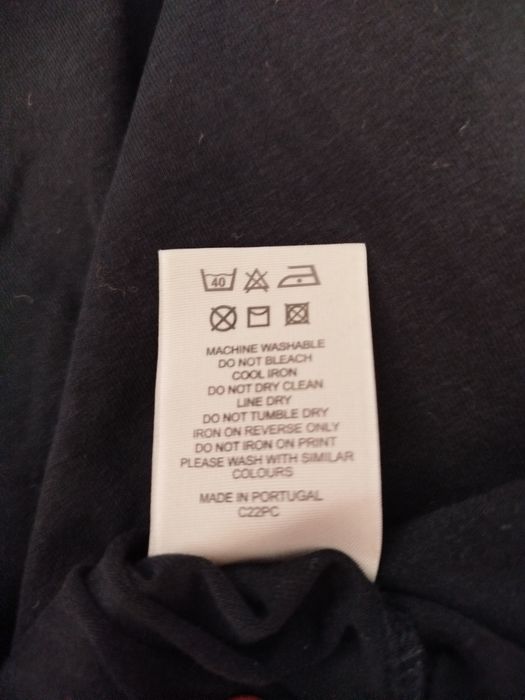 40
MACHINE WASHABLE
DO NOT BLEACH
COOL IRON
DO NOT DRY CLEAN
LINE DRY
DO NOT TUMBLE DRY
IRON ON REVERSE ONLY
DO NOT IRON ON PRINT
PLEASE WASH WITH SIMILAR
COLOURS
MADE IN PORTUGAL
C22PC